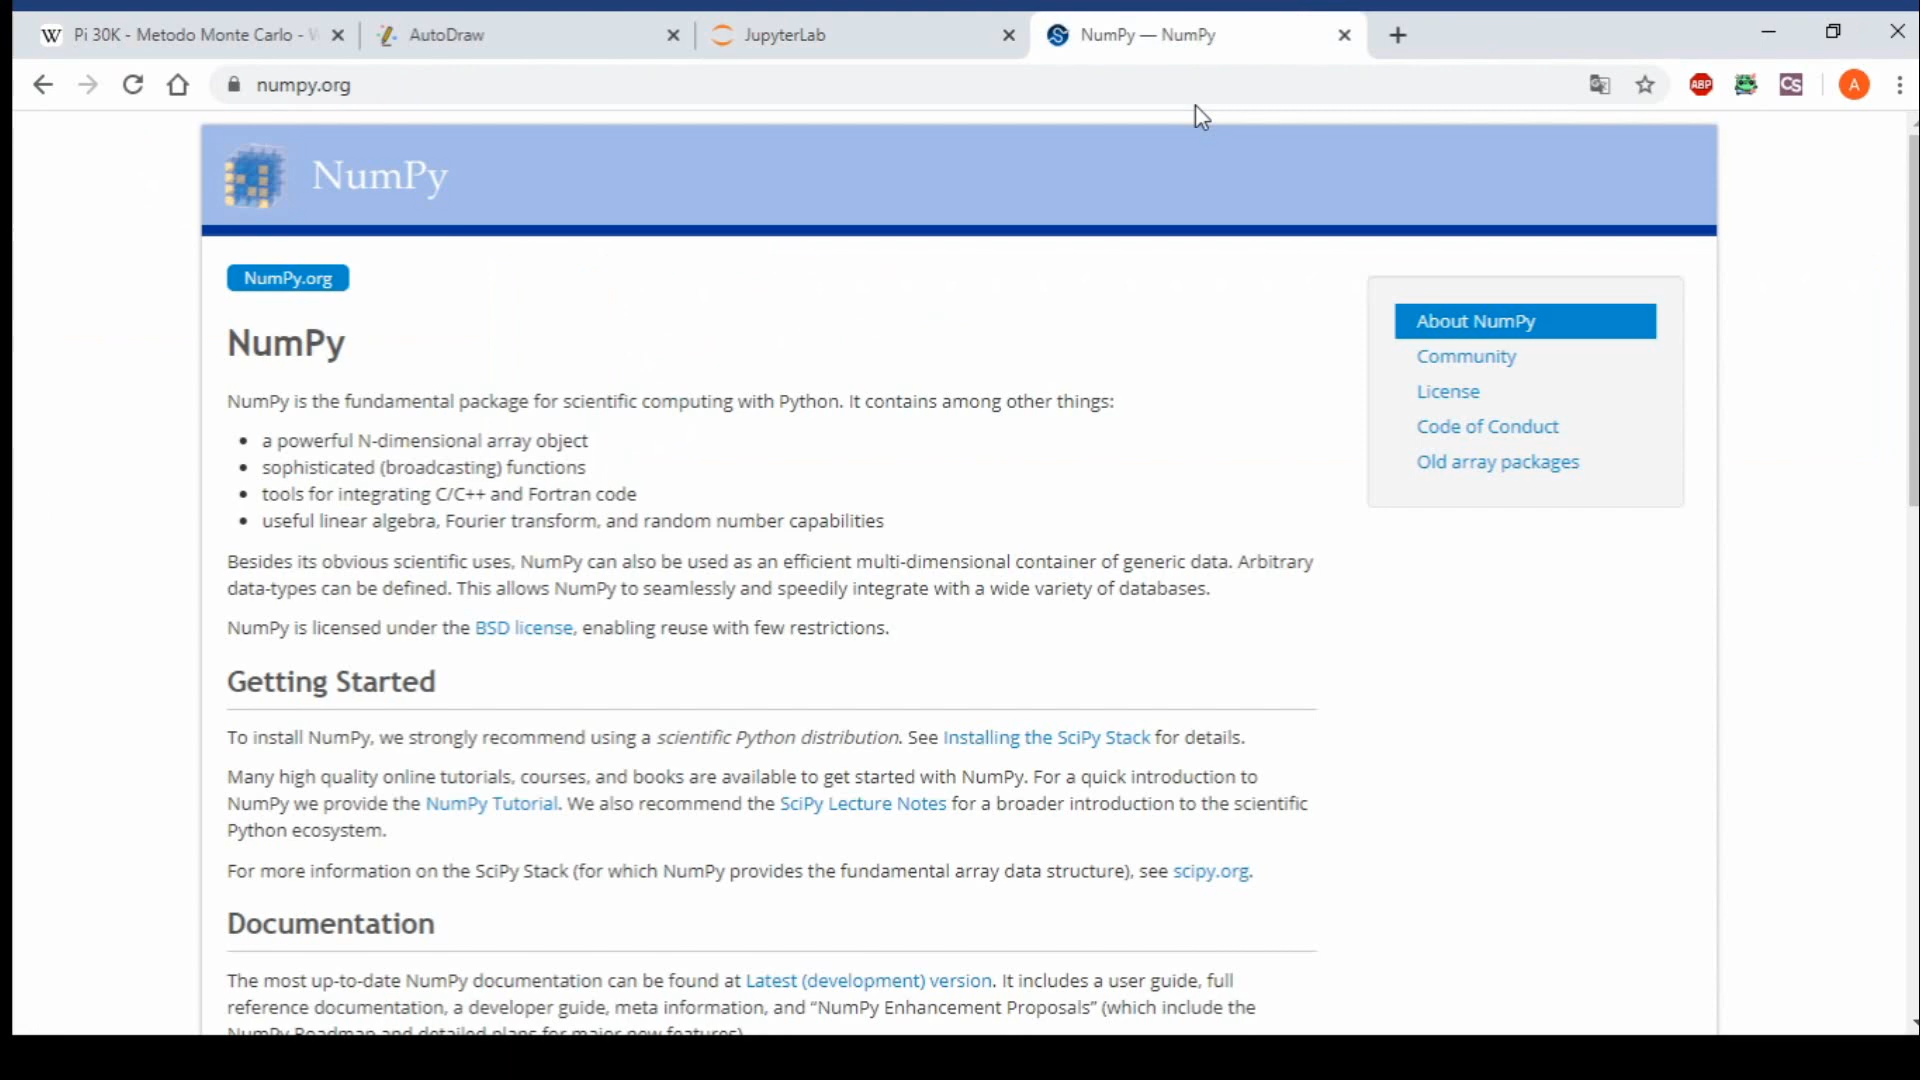 Pi 30K - Metodo Monte Carlo -
AutoDraw
JupyterLab
NumPy — NumPy
numpy.org
ABP
CS
A
NumPy
NumPy.org
About NumPy
Community
License
Code of Conduct
Old array packages
NumPy
NumPy is the fundamental package for scientific computing with Python. It contains among other things:
• a powerful N-dimensional array object
• sophisticated (broadcasting) functions
• tools for integrating C/C++ and Fortran code
• useful linear algebra, Fourier transform, and random number capabilities
Besides its obvious scientific uses, NumPy can also be used as an efficient multi-dimensional container of generic data. Arbitrary
data-types can be defined. This allows NumPy to seamlessly and speedily integrate with a wide variety of databases.
NumPy is licensed under the BSD license, enabling reuse with few restrictions.
Getting Started
To install NumPy, we strongly recommend using a scientific Python distribution. See Installing the SciPy Stack for details.
Many high quality online tutorials, courses, and books are available to get started with NumPy. For a quick introduction to
NumPy we provide the NumPy Tutorial. We also recommend the SciPy Lecture Notes for a broader introduction to the scientific
Python ecosystem.
For more information on the SciPy Stack (for which NumPy provides the fundamental array data structure), see scipy.org.
Documentation
The most up-to-date NumPy documentation can be found at Latest (development) version. It includes a user guide, full
reference documentation, a developer guide, meta information, and “NumPy Enhancement Proposals” (which include the
NumPy Roadmap and detailed plans for major new features).